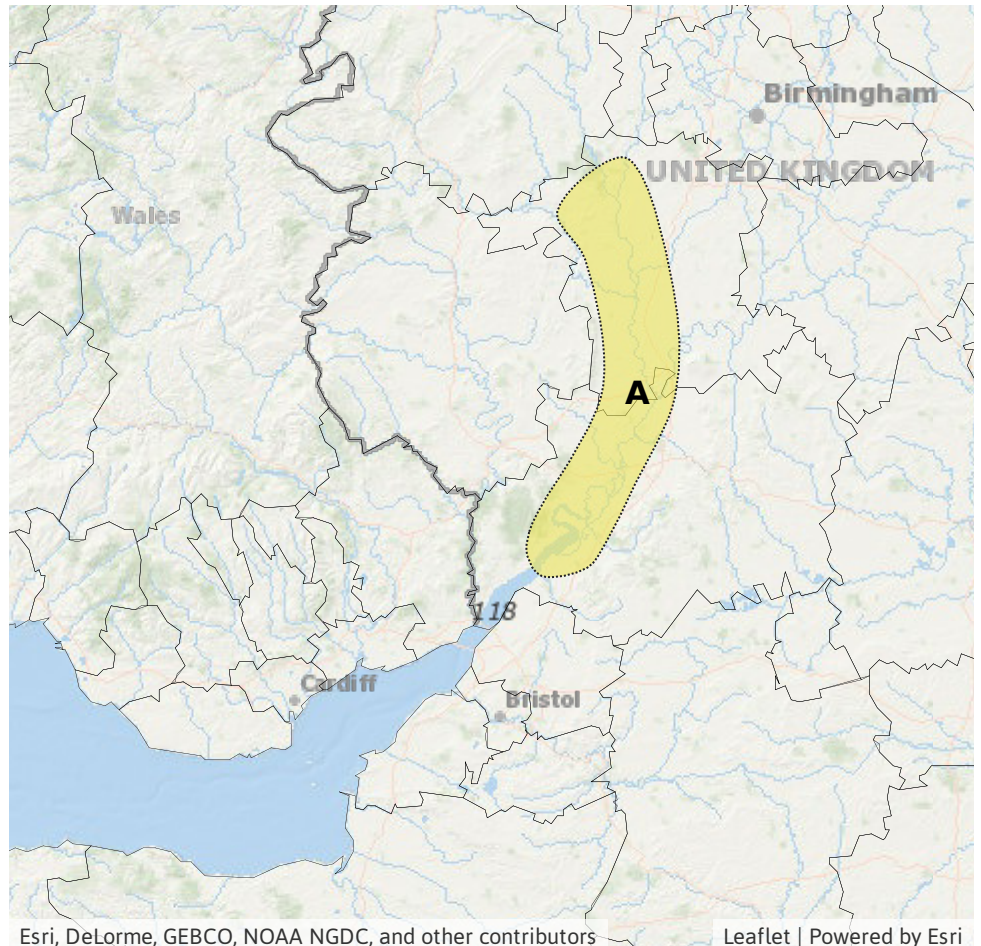 Birmingham
UNITED KINGDOM
Wales
A
118
Cardiff
Bristol
Esri, DeLorme, GEBCO, NOAA NGDC, and other contributors
Leaflet | Powered by Esri